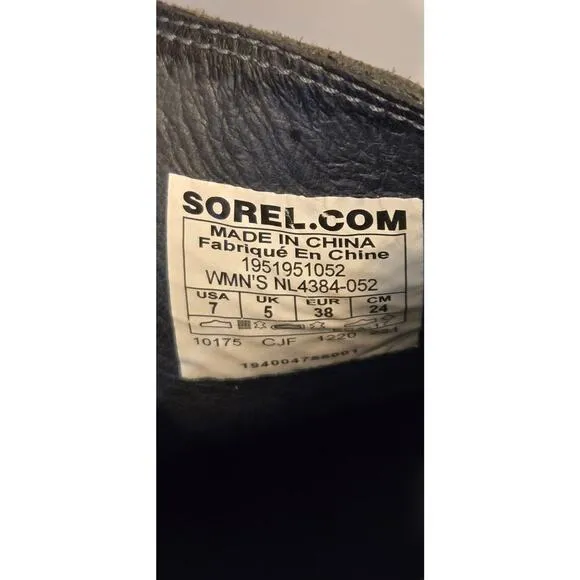 SOREL.COM
MADE IN CHINA
Fabriqué En Chine
1951951052
WMN'S NL4384-052
USA UK EUR CM
7 5 38 24
10175 CJF 1220